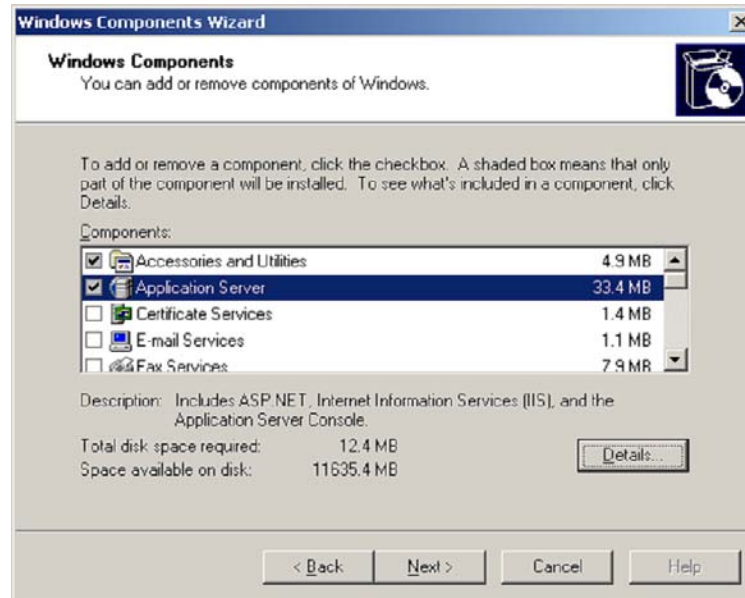 Windows Components Wizard
Windows Components
You can add or remove components of Windows.
To add or remove a component, click the checkbox. A shaded box means that only
part of the component will be installed. To see what's included in a component, click
Details.
Components:
Accessories and Utilities 4.9 MB
Application Server 33.4 MB
Certificate Services 1.4 MB
E-mail Services 1.1 MB
Fax Services 7.9 MB
Description: Includes ASP.NET, Internet Information Services (IIS), and the
Application Server Console.
Total disk space required: 12.4 MB
Space available on disk: 11635.4 MB
Details...
< Back Next > Cancel Help